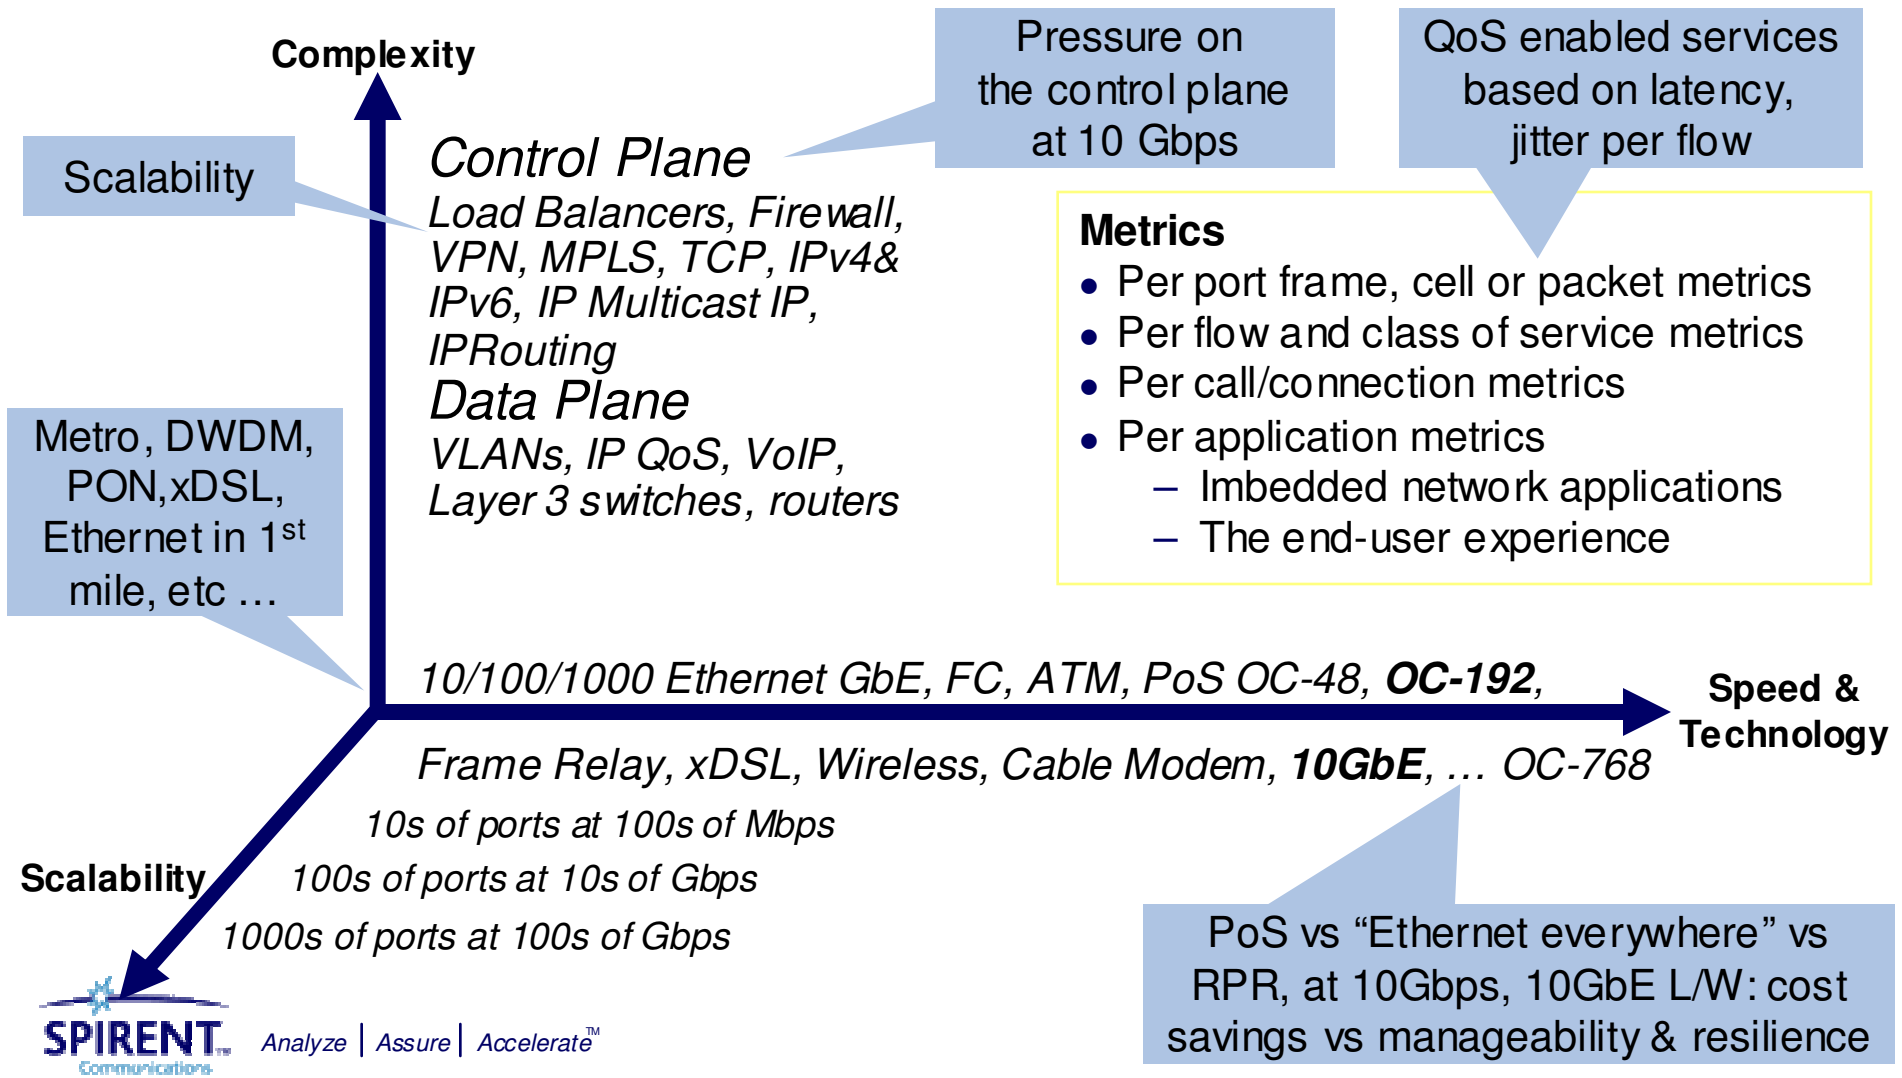 Complexity
Pressure on
the control plane
at 10 Gbps
QoS enabled services
based on latency,
jitter per flow
Scalability
Control Plane
Load Balancers, Firewall,
VPN, MPLS, TCP, IPv4&
IPv6, IP Multicast IP,
IPRouting
Data Plane
VLANs, IP QoS, VoIP,
Layer 3 switches, routers
Metrics
• Per port frame, cell or packet metrics
• Per flow and class of service metrics
• Per call/connection metrics
• Per application metrics
– Imbedded network applications
– The end-user experience
Metro, DWDM,
PON,xDSL,
Ethernet in 1st
mile, etc …
10/100/1000 Ethernet GbE, FC, ATM, PoS OC-48, OC-192,
Speed &
Technology
Frame Relay, xDSL, Wireless, Cable Modem, 10GbE, … OC-768
10s of ports at 100s of Mbps
Scalability
100s of ports at 10s of Gbps
1000s of ports at 100s of Gbps
PoS vs “Ethernet everywhere” vs
RPR, at 10Gbps, 10GbE L/W: cost
savings vs manageability & resilience
SPIRENT™
Communications
Analyze | Assure | Accelerate™